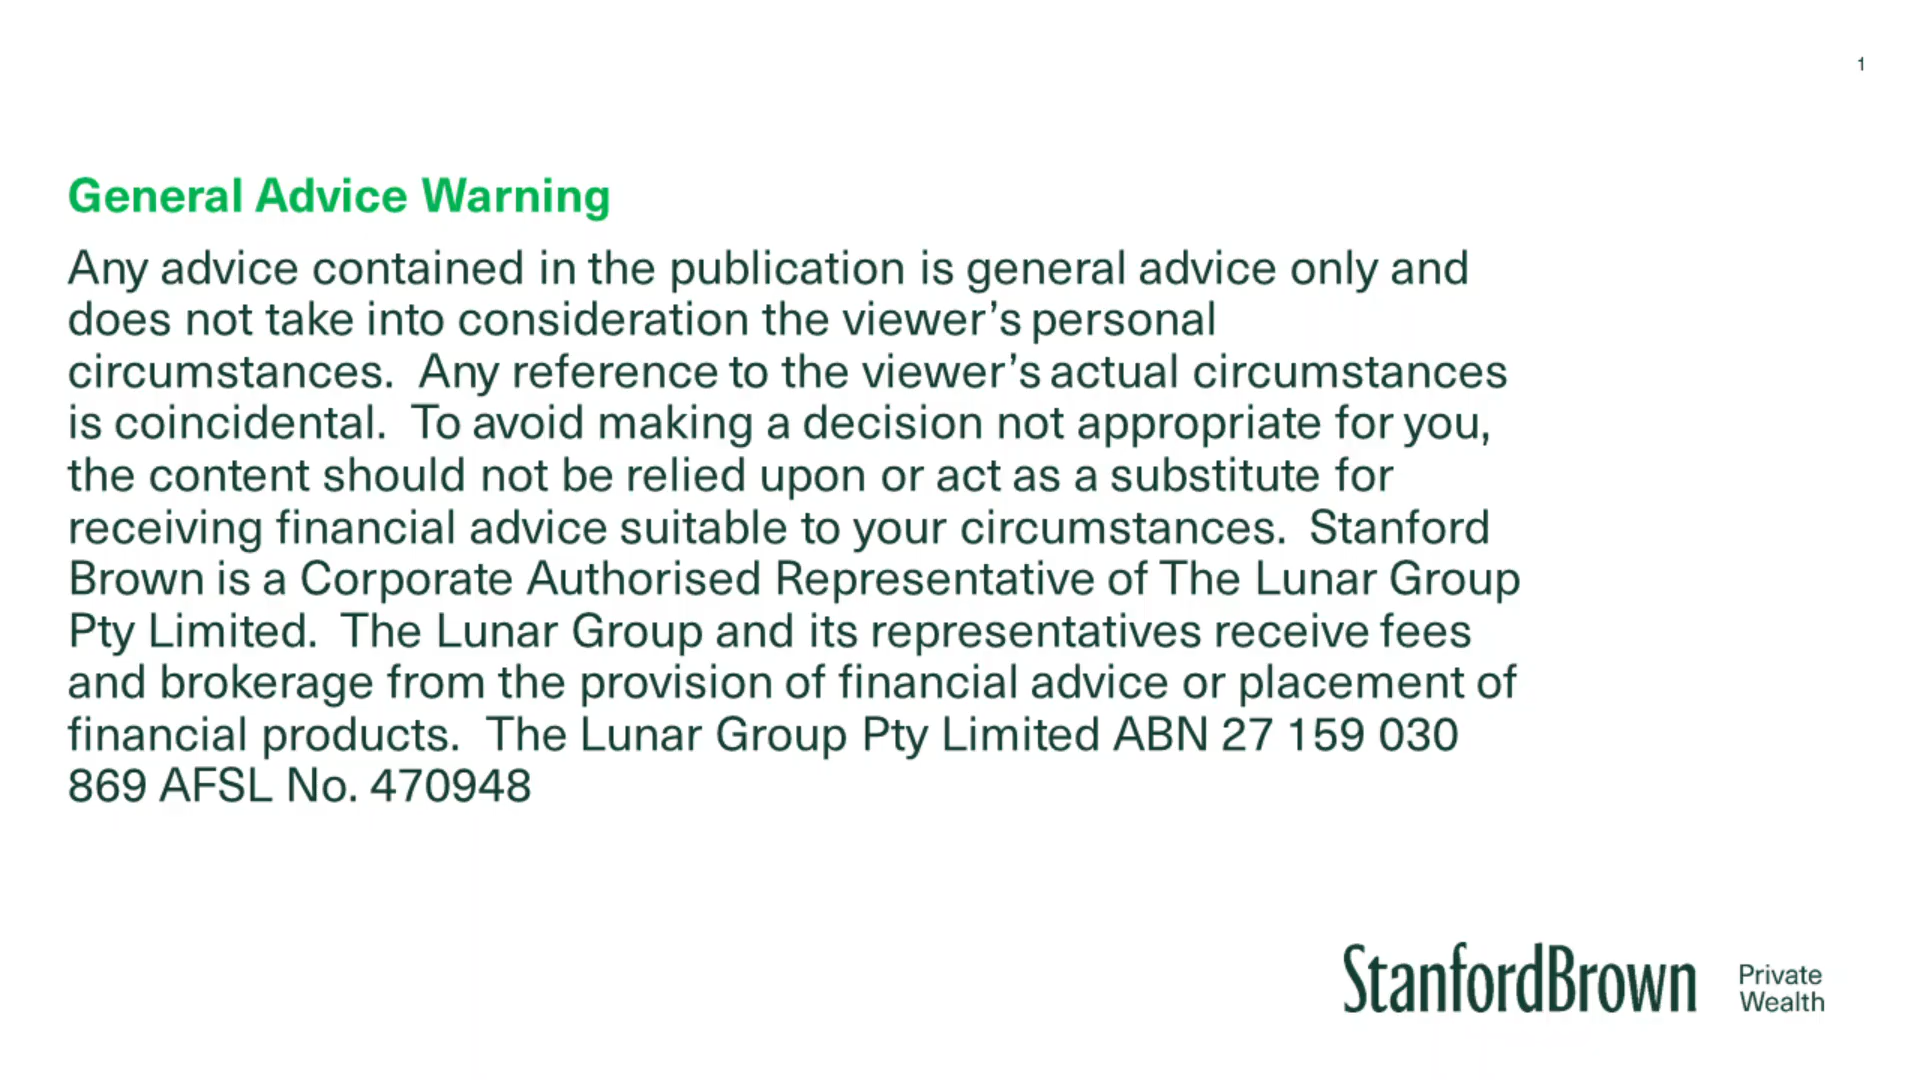 1
General Advice Warning
Any advice contained in the publication is general advice only and
does not take into consideration the viewer’s personal
circumstances.  Any reference to the viewer’s actual circumstances
is coincidental.  To avoid making a decision not appropriate for you,
the content should not be relied upon or act as a substitute for
receiving financial advice suitable to your circumstances.  Stanford
Brown is a Corporate Authorised Representative of The Lunar Group
Pty Limited.  The Lunar Group and its representatives receive fees
and brokerage from the provision of financial advice or placement of
financial products.  The Lunar Group Pty Limited ABN 27 159 030
869 AFSL No. 470948
StanfordBrown
Private
Wealth